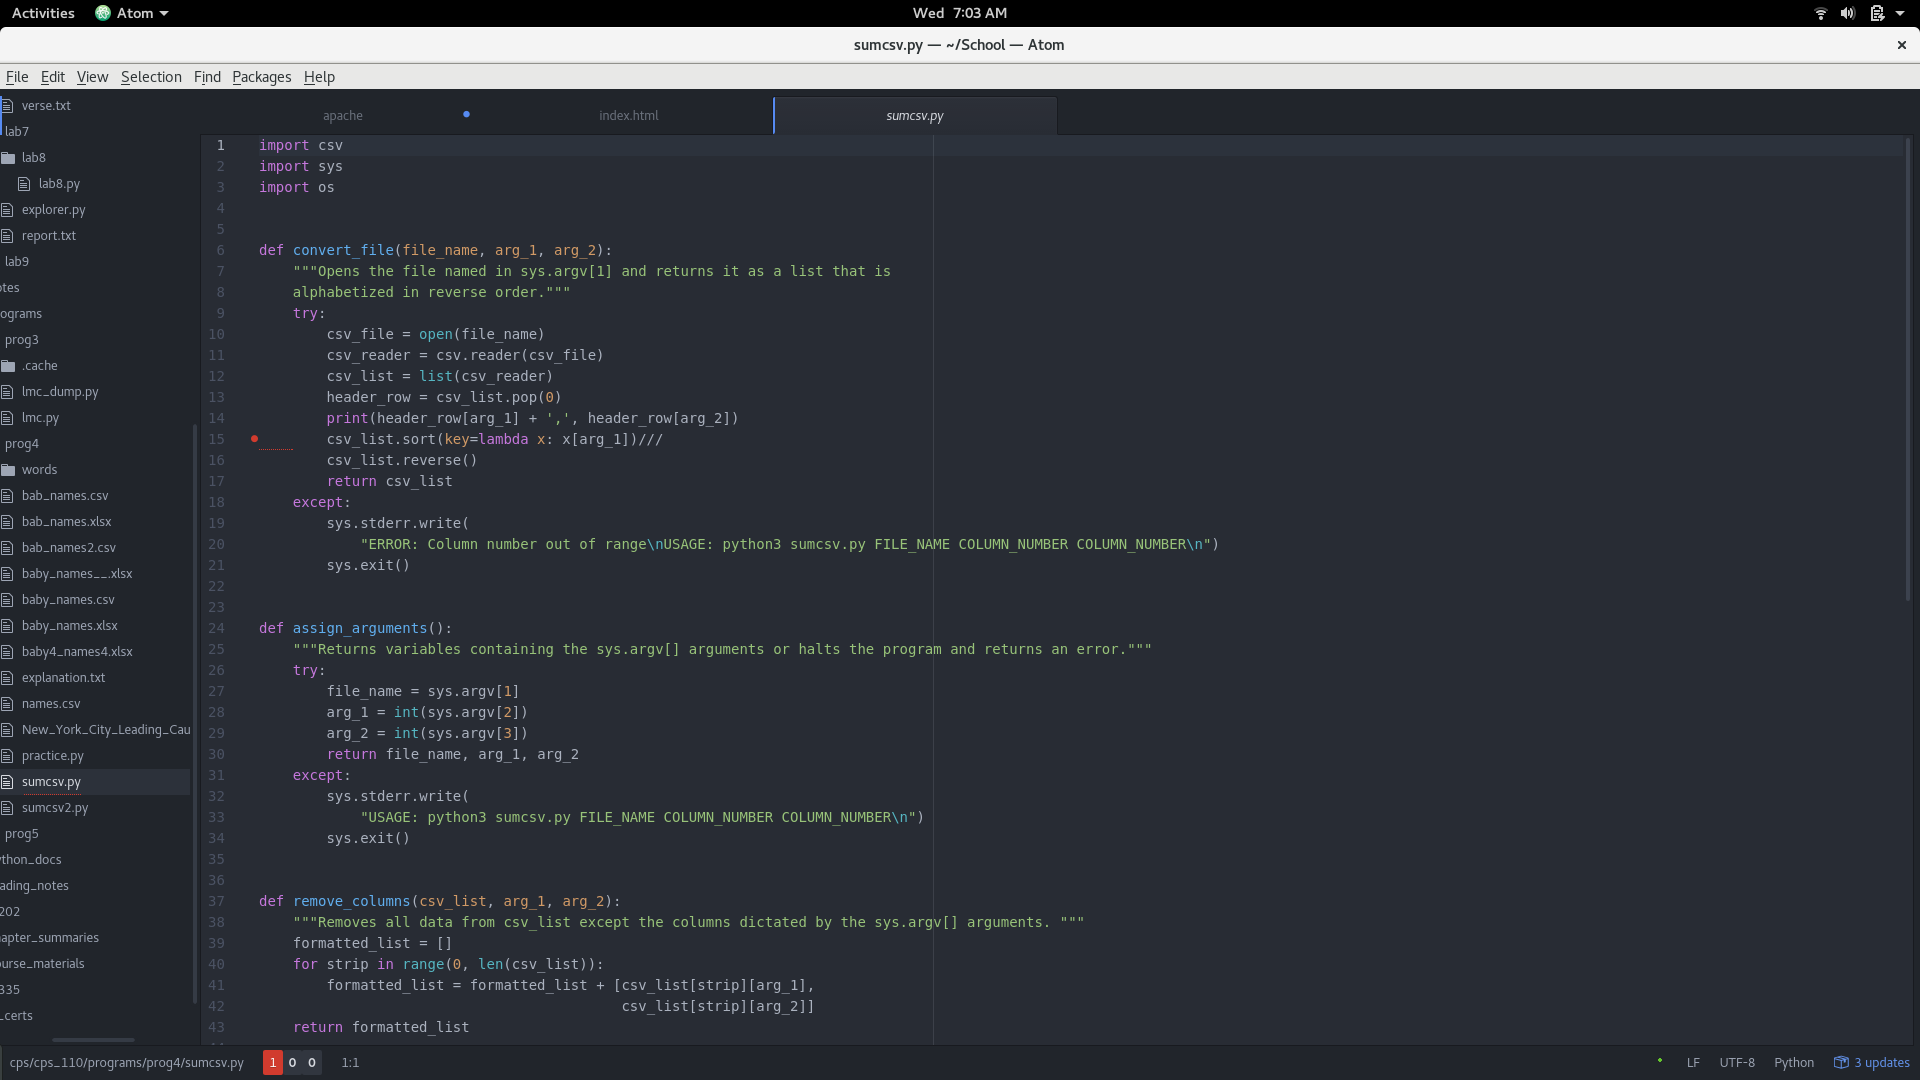 Activities Atom Wed 7:03 AM
sumcsv.py — ~/School — Atom
File Edit View Selection Find Packages Help
verse.txt
lab7
lab8
lab8.py
explorer.py
report.txt
lab9
otes
ograms
prog3
.cache
lmc_dump.py
lmc.py
prog4
words
bab_names.csv
bab_names.xlsx
bab_names2.csv
baby_names__.xlsx
baby_names.csv
baby_names.xlsx
baby4_names4.xlsx
explanation.txt
names.csv
New_York_City_Leading_Cau
practice.py
sumcsv.py
sumcsv2.py
prog5
ython_docs
ading_notes
202
apter_summaries
urse_materials
335
_certs
apache index.html sumcsv.py
1 import csv
2 import sys
3 import os
4
5
6 def convert_file(file_name, arg_1, arg_2):
7     """Opens the file named in sys.argv[1] and returns it as a list that is
8     alphabetized in reverse order."""
9     try:
10         csv_file = open(file_name)
11         csv_reader = csv.reader(csv_file)
12         csv_list = list(csv_reader)
13         header_row = csv_list.pop(0)
14         print(header_row[arg_1] + ',', header_row[arg_2])
15         csv_list.sort(key=lambda x: x[arg_1])///
16         csv_list.reverse()
17         return csv_list
18     except:
19         sys.stderr.write(
20             "ERROR: Column number out of range\nUSAGE: python3 sumcsv.py FILE_NAME COLUMN_NUMBER COLUMN_NUMBER\n")
21         sys.exit()
22
23
24 def assign_arguments():
25     """Returns variables containing the sys.argv[] arguments or halts the program and returns an error."""
26     try:
27         file_name = sys.argv[1]
28         arg_1 = int(sys.argv[2])
29         arg_2 = int(sys.argv[3])
30         return file_name, arg_1, arg_2
31     except:
32         sys.stderr.write(
33             "USAGE: python3 sumcsv.py FILE_NAME COLUMN_NUMBER COLUMN_NUMBER\n")
34         sys.exit()
35
36
37 def remove_columns(csv_list, arg_1, arg_2):
38     """Removes all data from csv_list except the columns dictated by the sys.argv[] arguments. """
39     formatted_list = []
40     for strip in range(0, len(csv_list)):
41         formatted_list = formatted_list + [csv_list[strip][arg_1],
42                                            csv_list[strip][arg_2]]
43     return formatted_list
cps/cps_110/programs/prog4/sumcsv.py 1 0 0 1:1 LF UTF-8 Python 3 updates